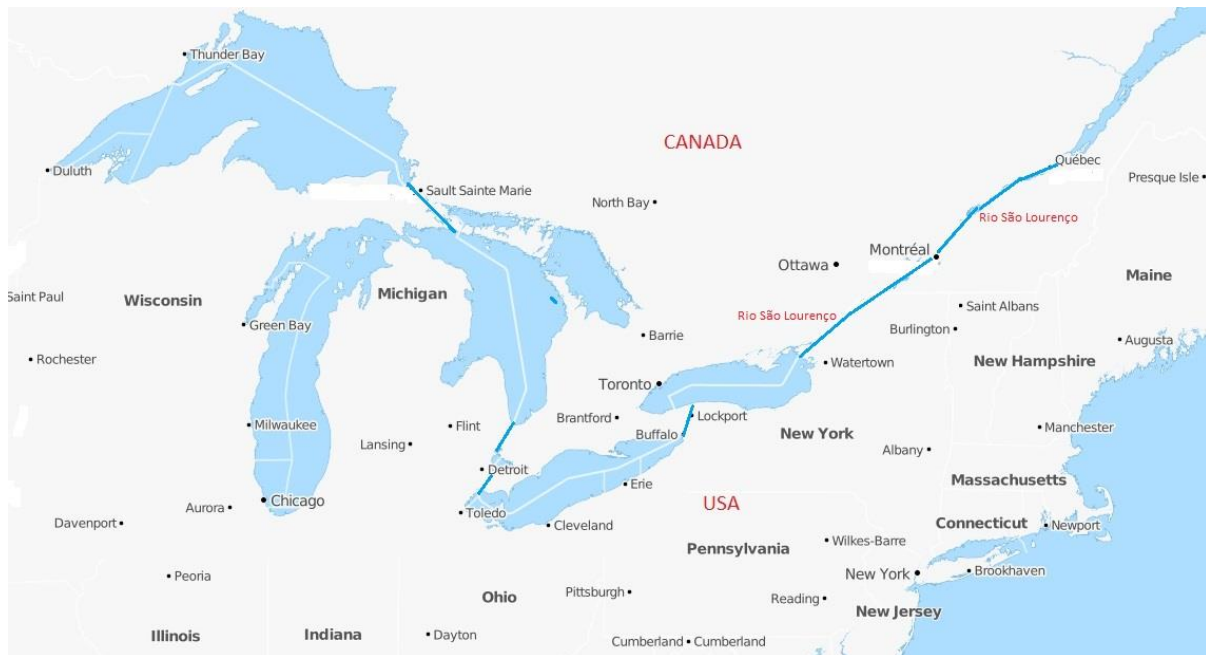 Thunder Bay
CANADA
Québec
Duluth
Presque Isle
Sault Sainte Marie
North Bay
Rio São Lourenço
Montréal
Ottawa
Maine
Saint Paul
Wisconsin
Michigan
Saint Albans
Rio São Lourenço
Green Bay
Burlington
Barrie
Augusta
Rochester
New Hampshire
Watertown
Toronto
Lockport
Brantford
Milwaukee
Flint
Manchester
Buffalo
New York
Lansing
Albany
Detroit
Massachusetts
Erie
Chicago
USA
Aurora
Toledo
Davenport
Cleveland
Connecticut
Newport
Wilkes-Barre
Pennsylvania
Peoria
New York
Brookhaven
Ohio
Pittsburgh
Reading
New Jersey
Illinois
Indiana
Dayton
Cumberland
Cumberland